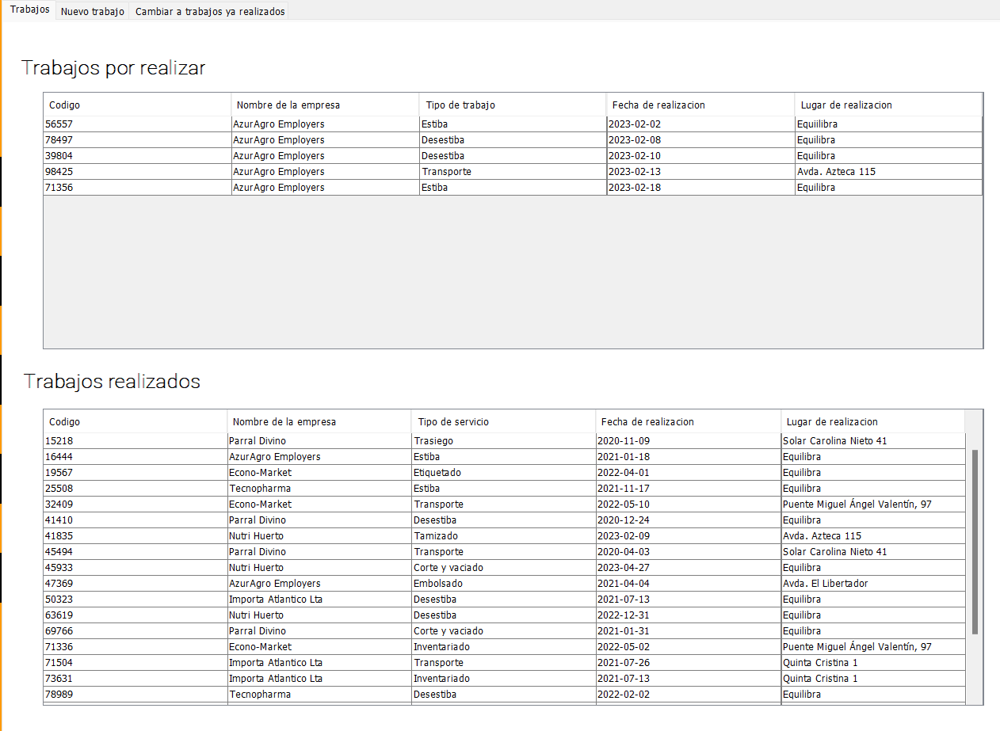 Trabajos Nuevo trabajo Cambiar a trabajos ya realizados
Trabajos por realizar
Codigo Nombre de la empresa Tipo de trabajo Fecha de realizacion Lugar de realizacion
56557 AzurAgro Employers Estiba 2023-02-02 Equiilibra
78497 AzurAgro Employers Desestiba 2023-02-08 Equilibra
39804 AzurAgro Employers Desestiba 2023-02-10 Equilibra
98425 AzurAgro Employers Transporte 2023-02-13 Avda. Azteca 115
71356 AzurAgro Employers Estiba 2023-02-18 Equilibra
Trabajos realizados
Codigo Nombre de la empresa Tipo de servicio Fecha de realizacion Lugar de realizacion
15218 Parral Divino Trasiego 2020-11-09 Solar Carolina Nieto 41
16444 AzurAgro Employers Estiba 2021-01-18 Equilibra
19567 Econo-Market Etiquetado 2022-04-01 Equilibra
25508 Tecnopharma Estiba 2021-11-17 Equilibra
32409 Econo-Market Transporte 2022-05-10 Puente Miguel Ángel Valentín, 97
41410 Parral Divino Desestiba 2020-12-24 Equilibra
41835 Nutri Huerto Tamizado 2023-02-09 Avda. Azteca 115
45494 Parral Divino Transporte 2020-04-03 Solar Carolina Nieto 41
45933 Nutri Huerto Corte y vaciado 2023-04-27 Equilibra
47369 AzurAgro Employers Embolsado 2021-04-04 Avda. El Libertador
50323 Importa Atlantico Lta Desestiba 2021-07-13 Equilibra
63619 Nutri Huerto Desestiba 2022-12-31 Equilibra
69766 Parral Divino Corte y vaciado 2021-01-31 Equilibra
71336 Econo-Market Inventariado 2022-05-02 Puente Miguel Ángel Valentín, 97
71504 Importa Atlantico Lta Transporte 2021-07-26 Quinta Cristina 1
73631 Importa Atlantico Lta Inventariado 2021-07-13 Quinta Cristina 1
78989 Tecnopharma Desestiba 2022-02-02 Equilibra